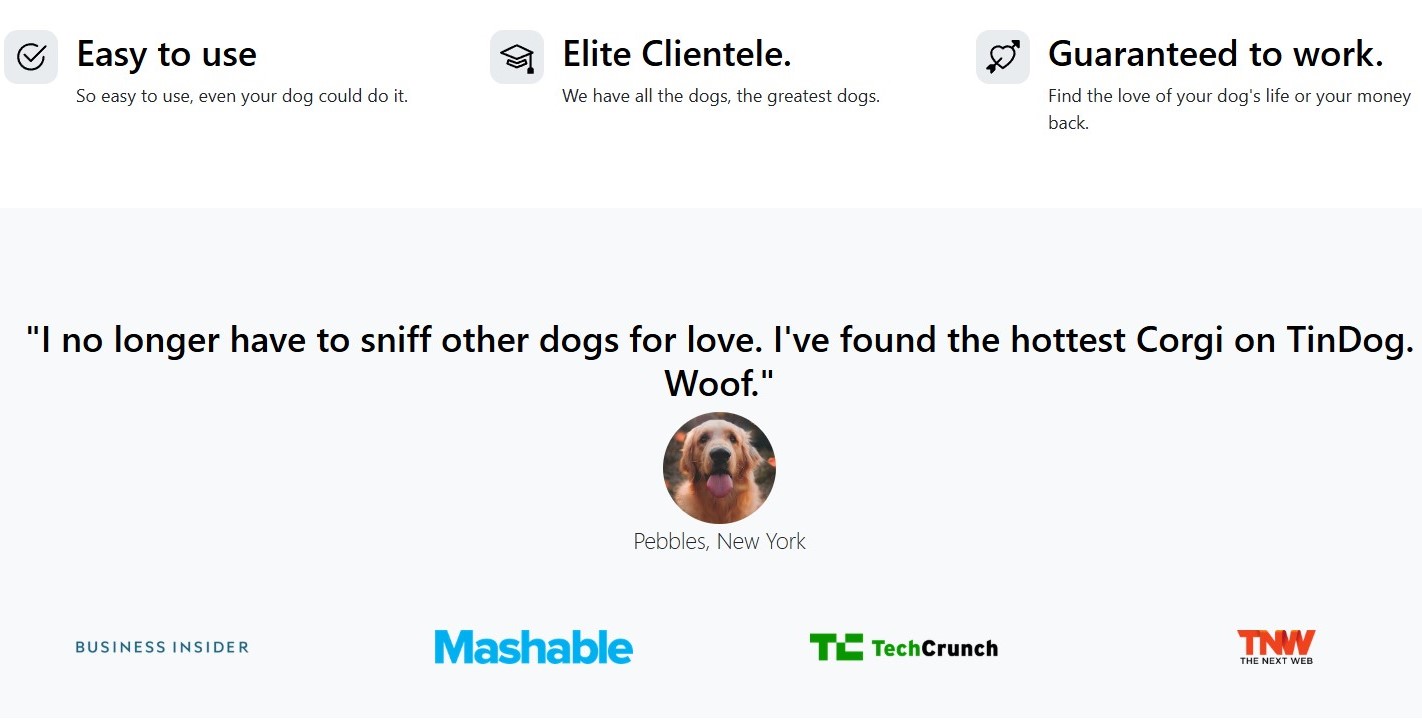 Easy to use
So easy to use, even your dog could do it.
Elite Clientele.
We have all the dogs, the greatest dogs.
Guaranteed to work.
Find the love of your dog's life or your money
back.
"I no longer have to sniff other dogs for love. I've found the hottest Corgi on TinDog.
Woof."
Pebbles, New York
BUSINESS INSIDER
Mashable
TC TechCrunch
TNW
THE NEXT WEB